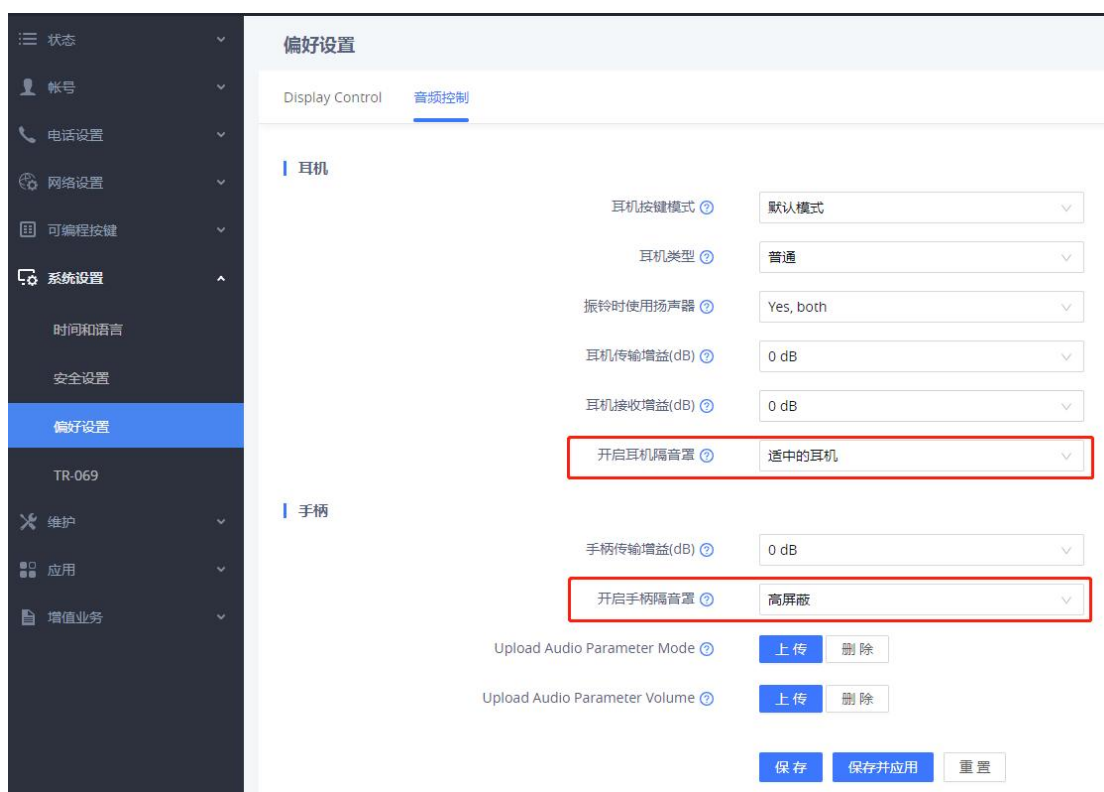 状态
帐号
电话设置
网络设置
可编程按键
系统设置
时间和语言
安全设置
偏好设置
TR-069
维护
应用
增值业务
偏好设置
Display Control 音频控制
耳机
耳机按键模式 默认模式
耳机类型 普通
振铃时使用扬声器 Yes, both
耳机传输增益(dB) 0 dB
耳机接收增益(dB) 0 dB
开启耳机隔音罩 适中的耳机
手柄
手柄传输增益(dB) 0 dB
开启手柄隔音罩 高屏蔽
Upload Audio Parameter Mode 上传 删除
Upload Audio Parameter Volume 上传 删除
保存 保存并应用 重置